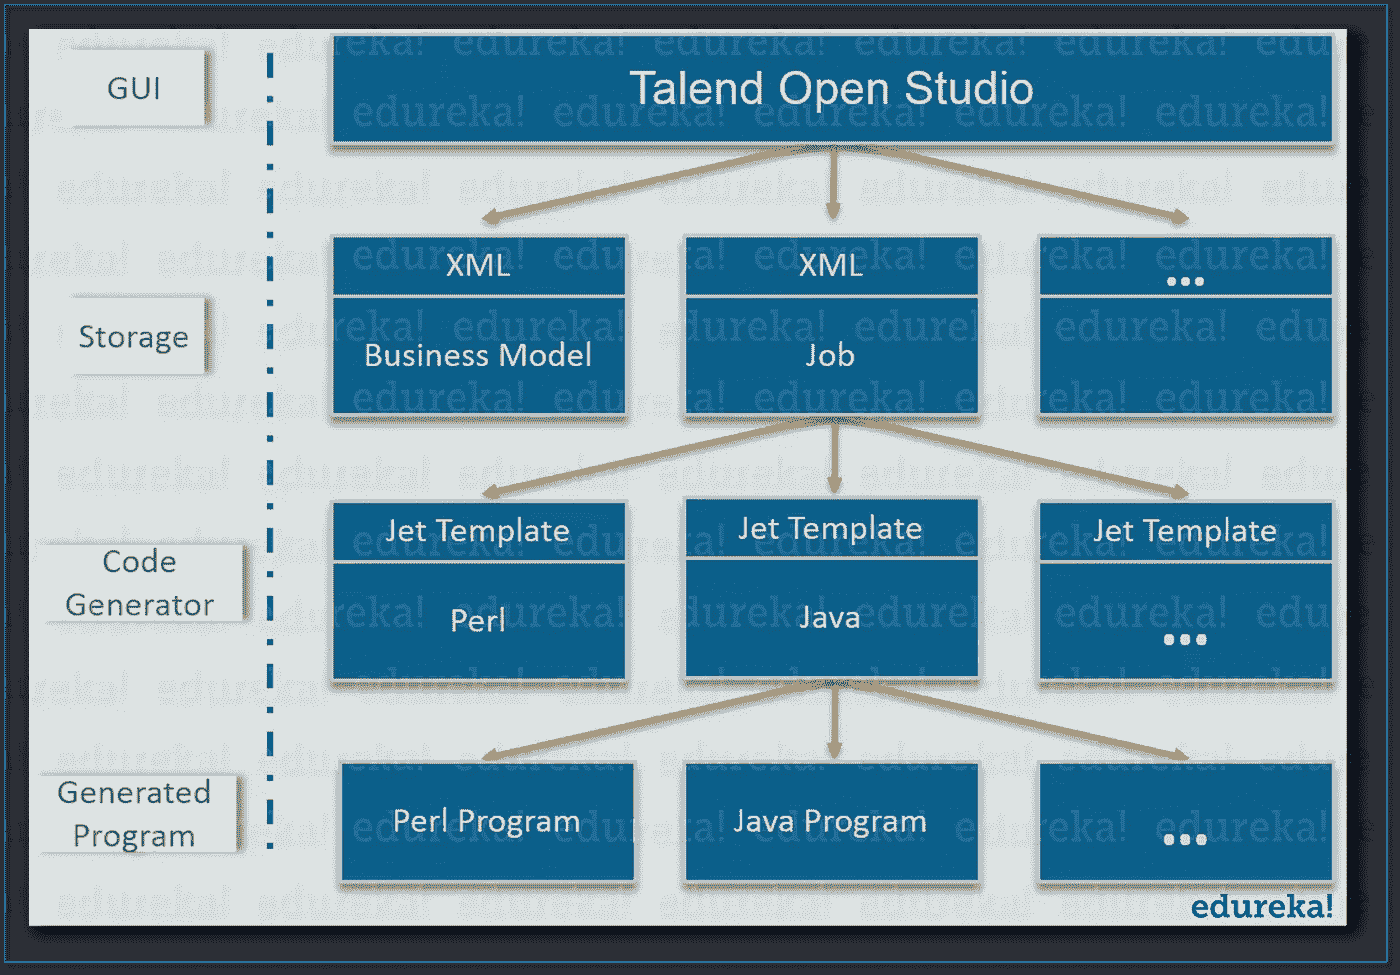 GUI
Talend Open Studio
XML
XML
...
Storage
Business Model
Job
Jet Template
Jet Template
Jet Template
Code
Generator
Perl
Java
...
Generated
Program
Perl Program
Java Program
...
edureka!